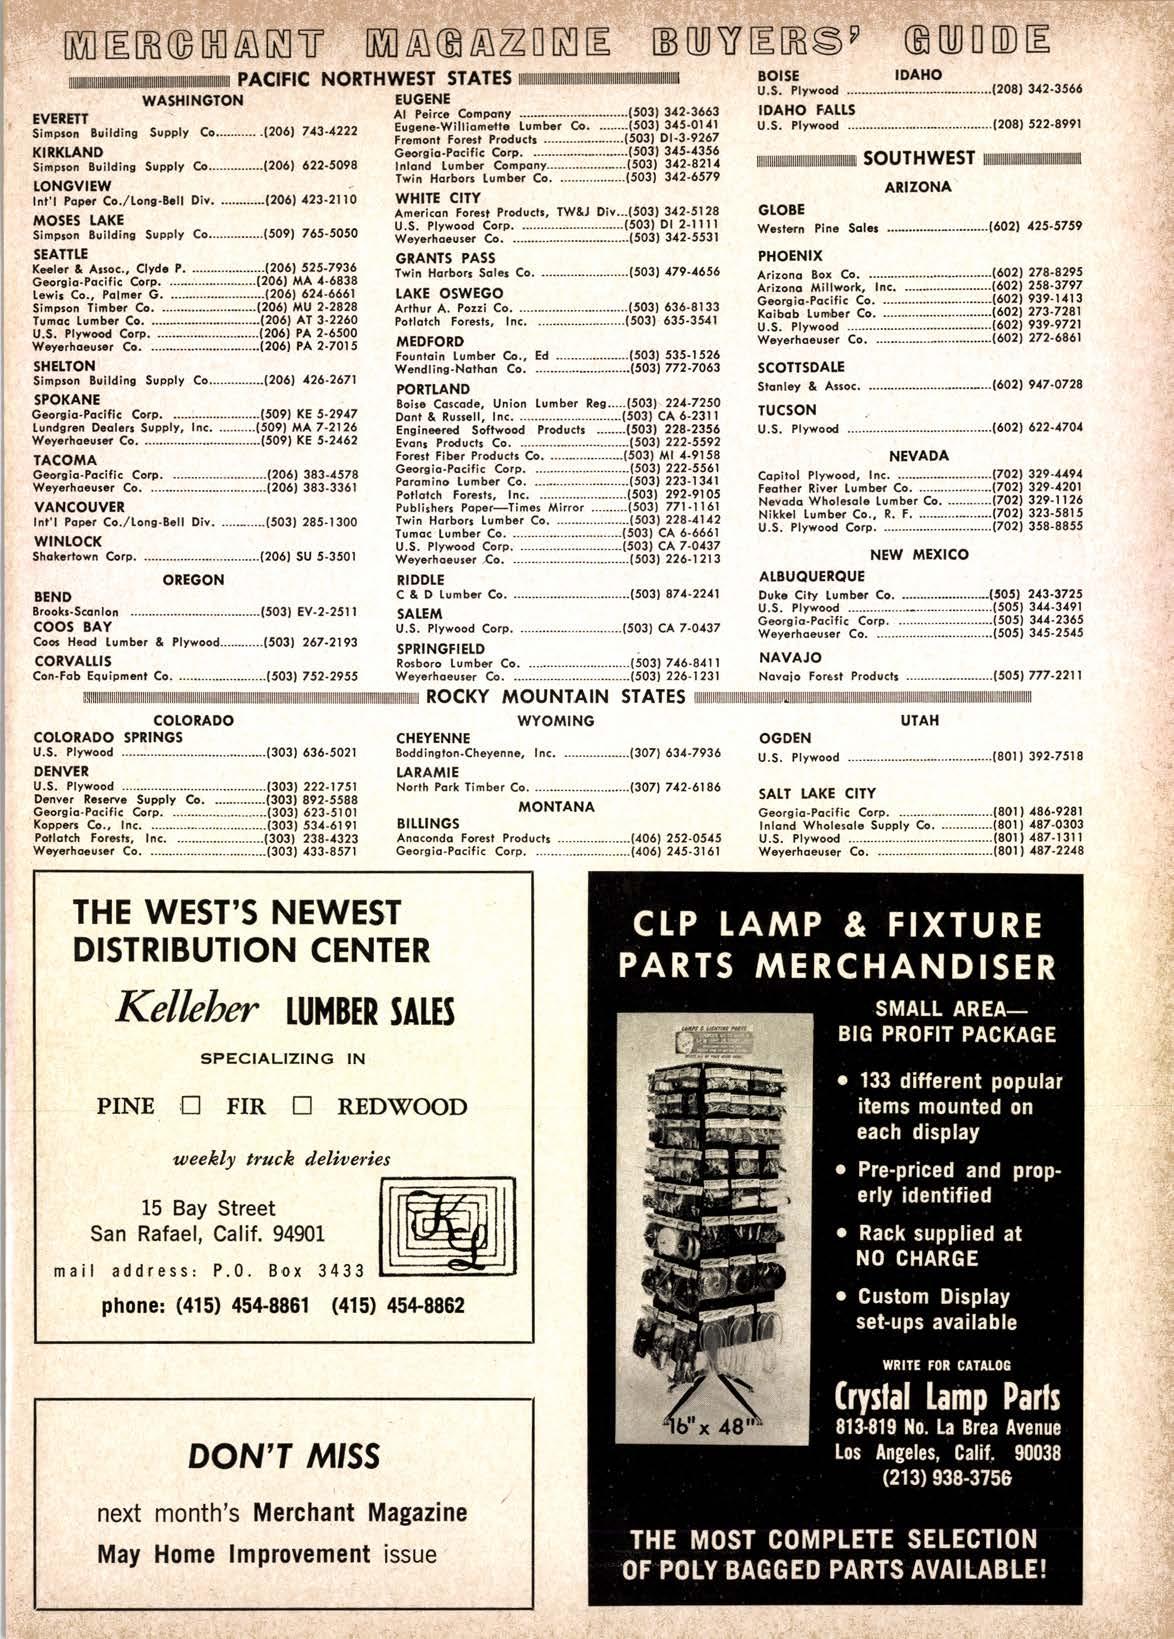 MERCHANT MAGAZINE BUYERS' GUIDE
PACIFIC NORTHWEST STATES
WASHINGTON
EVERETT
Simpson Building Supply Co. (206) 743-4222
KIRKLAND
Simpson Building Supply Co. (206) 622-5098
LONGVIEW
Int'l Paper Co./Long-Bell Div. (206) 423-2110
MOSES LAKE
Simpson Building Supply Co. (509) 765-5050
SEATTLE
Keeler & Assoc., Clyde P. (206) 525-7936
Georgia-Pacific Corp. (206) MA 4-6838
Lewis Co., Palmer G. (206) 624-6661
Simpson Timber Co. (206) MU 2-2828
Tumac Lumber Co. (206) AT 3-2260
U.S. Plywood Corp. (206) PA 2-6500
Weyerhaeuser Co. (206) PA 2-7015
SHELTON
Simpson Building Supply Co. (206) 426-2671
SPOKANE
Georgia-Pacific Corp. (509) KE 5-2947
Lundgren Dealers Supply, Inc. (509) MA 7-2126
Weyerhaeuser Co. (509) KE 5-2462
TACOMA
Georgia-Pacific Corp. (206) 383-4578
Weyerhaeuser Co. (206) 383-3361
VANCOUVER
Int'l Paper Co./Long-Bell Div. (503) 285-1300
WINLOCK
Shakertown Corp. (206) SU 5-3501
OREGON
BEND
Brooks-Scanlon (503) EV-2-2511
COOS BAY
Coos Head Lumber & Plywood (503) 267-2193
CORVALLIS
Con-Fab Equipment Co. (503) 752-2955
EUGENE
Al Peirce Company (503) 342-3663
Eugene-Williamette Lumber Co. (503) 345-0141
Fremont Forest Products (503) DI-3-9267
Georgia-Pacific Corp. (503) 345-4356
Inland Lumber Company (503) 342-8214
Twin Harbors Lumber Co. (503) 342-6579
WHITE CITY
American Forest Products, TW&J Div. (503) 342-5128
U.S. Plywood Corp. (503) DI 2-1111
Weyerhaeuser Co. (503) 342-5531
GRANTS PASS
Twin Harbors Sales Co. (503) 479-4656
LAKE OSWEGO
Arthur A. Pozzi Co. (503) 636-8133
Potlatch Forests, Inc. (503) 635-3541
MEDFORD
Fountain Lumber Co., Ed (503) 535-1526
Wendling-Nathan Co. (503) 772-7063
PORTLAND
Boise Cascade, Union Lumber Reg. (503) 224-7250
Dant & Russell, Inc. (503) CA 6-2311
Engineered Softwood Products (503) 228-2356
Evans Products Co. (503) 222-5592
Forest Fiber Products Co. (503) MI 4-9158
Georgia-Pacific Corp. (503) 222-5561
Paramino Lumber Co. (503) 223-1341
Potlatch Forests, Inc. (503) 292-9105
Publishers Paper—Times Mirror (503) 771-1161
Twin Harbors Lumber Co. (503) 228-4142
Tumac Lumber Co. (503) CA 6-6661
U.S. Plywood Corp. (503) CA 7-0437
Weyerhaeuser Co. (503) 226-1213
RIDDLE
C & D Lumber Co. (503) 874-2241
SALEM
U.S. Plywood Corp. (503) CA 7-0437
SPRINGFIELD
Rosboro Lumber Co. (503) 746-8411
Weyerhaeuser Co. (503) 226-1231
BOISE IDAHO
U.S. Plywood (208) 342-3566
IDAHO FALLS
U.S. Plywood (208) 522-8991
SOUTHWEST
ARIZONA
GLOBE
Western Pine Sales (602) 425-5759
PHOENIX
Arizona Box Co. (602) 278-8295
Arizona Millwork, Inc. (602) 258-3797
Georgia-Pacific Co. (602) 939-1413
Kaibab Lumber Co. (602) 273-7281
U.S. Plywood (602) 939-9721
Weyerhaeuser Co. (602) 272-6861
SCOTTSDALE
Stanley & Assoc. (602) 947-0728
TUCSON
U.S. Plywood (602) 622-4704
NEVADA
Capitol Plywood, Inc. (702) 329-4494
Feather River Lumber Co. (702) 329-4201
Nevada Wholesale Lumber Co. (702) 329-1126
Nikkel Lumber Co., R. F. (702) 323-5815
U.S. Plywood Corp. (702) 358-8855
NEW MEXICO
ALBUQUERQUE
Duke City Lumber Co. (505) 243-3725
U.S. Plywood (505) 344-3491
Georgia-Pacific Corp. (505) 344-2365
Weyerhaeuser Co. (505) 345-2545
NAVAJO
Navajo Forest Products (505) 777-2211
ROCKY MOUNTAIN STATES
COLORADO
COLORADO SPRINGS
U.S. Plywood (303) 636-5021
DENVER
U.S. Plywood (303) 222-1751
Denver Reserve Supply Co. (303) 892-5588
Georgia-Pacific Corp. (303) 623-5101
Koppers Co., Inc. (303) 534-6191
Potlatch Forests, Inc. (303) 238-4323
Weyerhaeuser Co. (303) 433-8571
WYOMING
CHEYENNE
Boddington-Cheyenne, Inc. (307) 634-7936
LARAMIE
North Park Timber Co. (307) 742-6186
MONTANA
BILLINGS
Anaconda Forest Products (406) 252-0545
Georgia-Pacific Corp. (406) 245-3161
UTAH
OGDEN
U.S. Plywood (801) 392-7518
SALT LAKE CITY
Georgia-Pacific Corp. (801) 486-9281
Inland Wholesale Supply Co. (801) 487-0303
U.S. Plywood (801) 487-1311
Weyerhaeuser Co. (801) 487-2248
THE WEST'S NEWEST
DISTRIBUTION CENTER
Kelleher LUMBER SALES
SPECIALIZING IN
PINE □ FIR □ REDWOOD
weekly truck deliveries
15 Bay Street
San Rafael, Calif. 94901
mail address: P.O. Box 3433
KL
phone: (415) 454-8861 (415) 454-8862
DON'T MISS
next month's Merchant Magazine
May Home Improvement issue
CLP LAMP & FIXTURE
PARTS MERCHANDISER
SMALL AREA—
BIG PROFIT PACKAGE
LAMPS & LIGHTING PARTS
• 133 different popular
items mounted on
each display
• Pre-priced and prop-
erly identified
• Rack supplied at
NO CHARGE
• Custom Display
set-ups available
16" x 48"
WRITE FOR CATALOG
Crystal Lamp Parts
813-819 No. La Brea Avenue
Los Angeles, Calif. 90038
(213) 938-3756
THE MOST COMPLETE SELECTION
OF POLY BAGGED PARTS AVAILABLE!